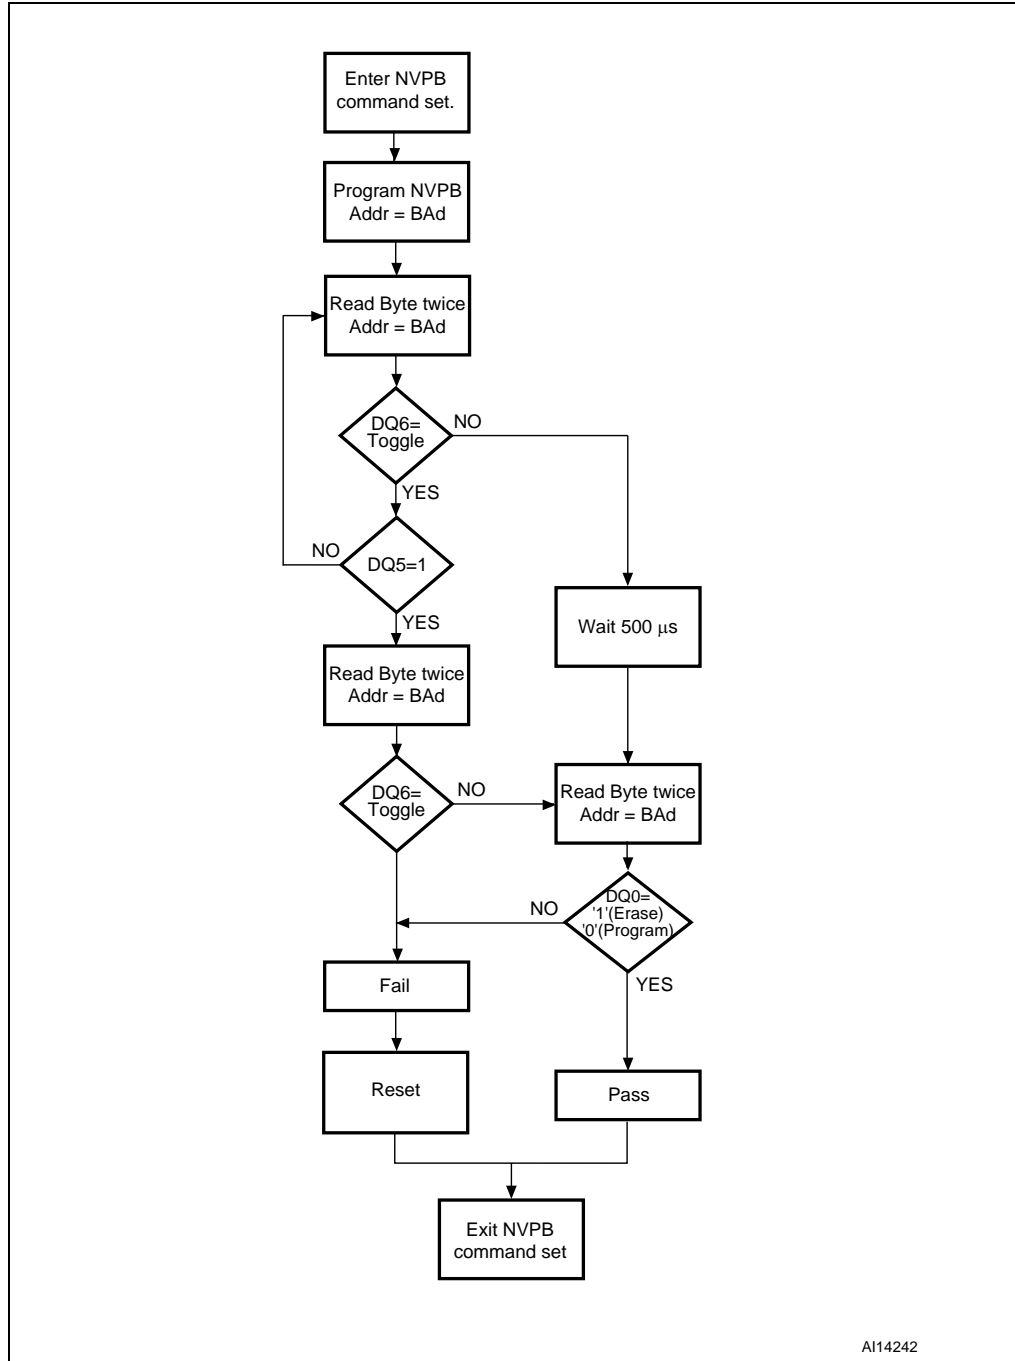 Enter NVPB
command set.
Program NVPB
Addr = BAd
Read Byte twice
Addr = BAd
DQ6=
Toggle
NO
YES
DQ5=1
NO
YES
Wait 500 µs
Read Byte twice
Addr = BAd
DQ6=
Toggle
NO
Read Byte twice
Addr = BAd
DQ0=
'1'(Erase)
'0'(Program)
NO
YES
Fail
Reset
Pass
Exit NVPB
command set
AI14242